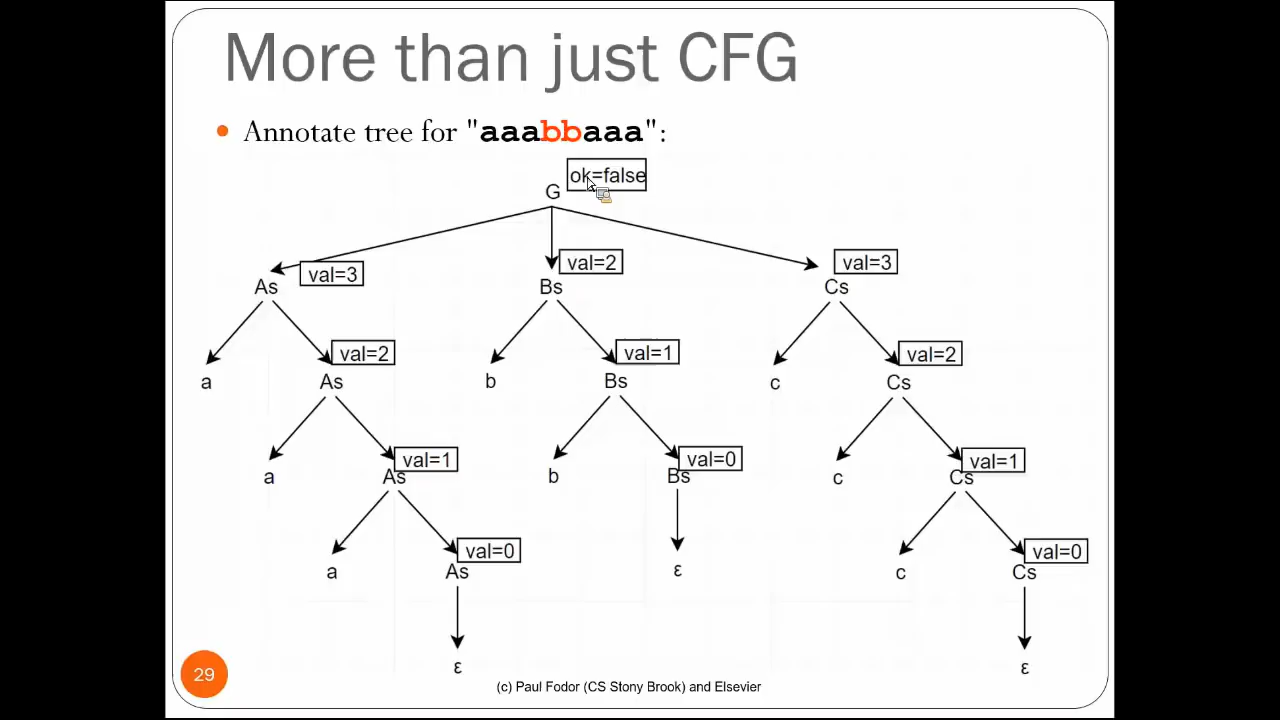 More than just CFG
Annotate tree for "aaabbaaa":
ok=false
G
val=3 val=2 val=3
As Bs Cs
val=2 val=1 val=2
a As b Bs c Cs
val=1 val=0 val=1
a As b Bs c Cs
val=0 val=0
a As ε c Cs
ε ε
29
(c) Paul Fodor (CS Stony Brook) and Elsevier